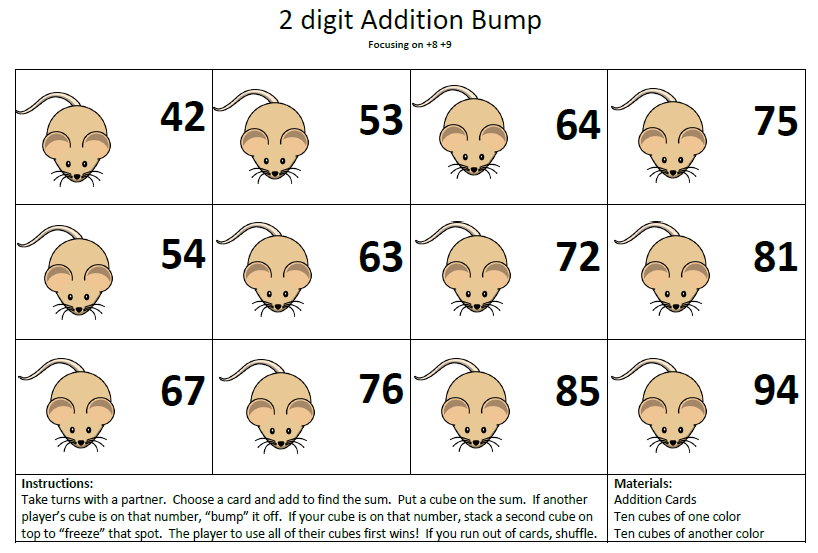 2 digit Addition Bump
Focusing on +8 +9
42 53 64 75
54 63 72 81
67 76 85 94
Instructions:
Take turns with a partner. Choose a card and add to find the sum. Put a cube on the sum. If another
player's cube is on that number, "bump" it off. If your cube is on that number, stack a second cube on
top to "freeze" that spot. The player to use all of their cubes first wins! If you run out of cards, shuffle.
Materials:
Addition Cards
Ten cubes of one color
Ten cubes of another color